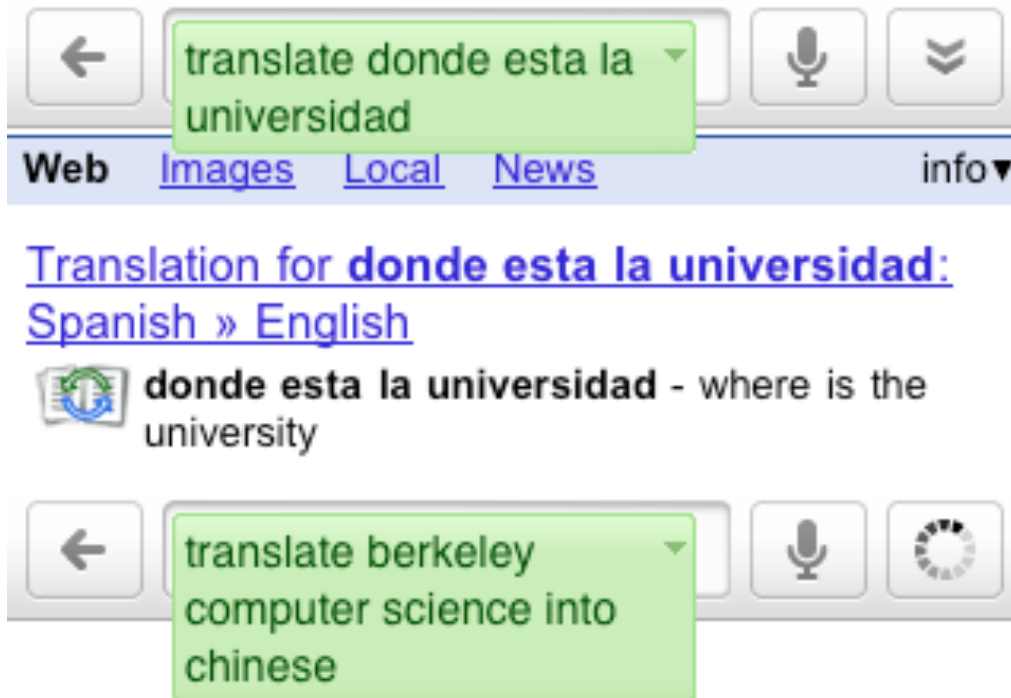 translate donde esta la
universidad
Web Images Local News info▼
Translation for donde esta la universidad:
Spanish » English
donde esta la universidad - where is the
university
translate berkeley
computer science into
chinese